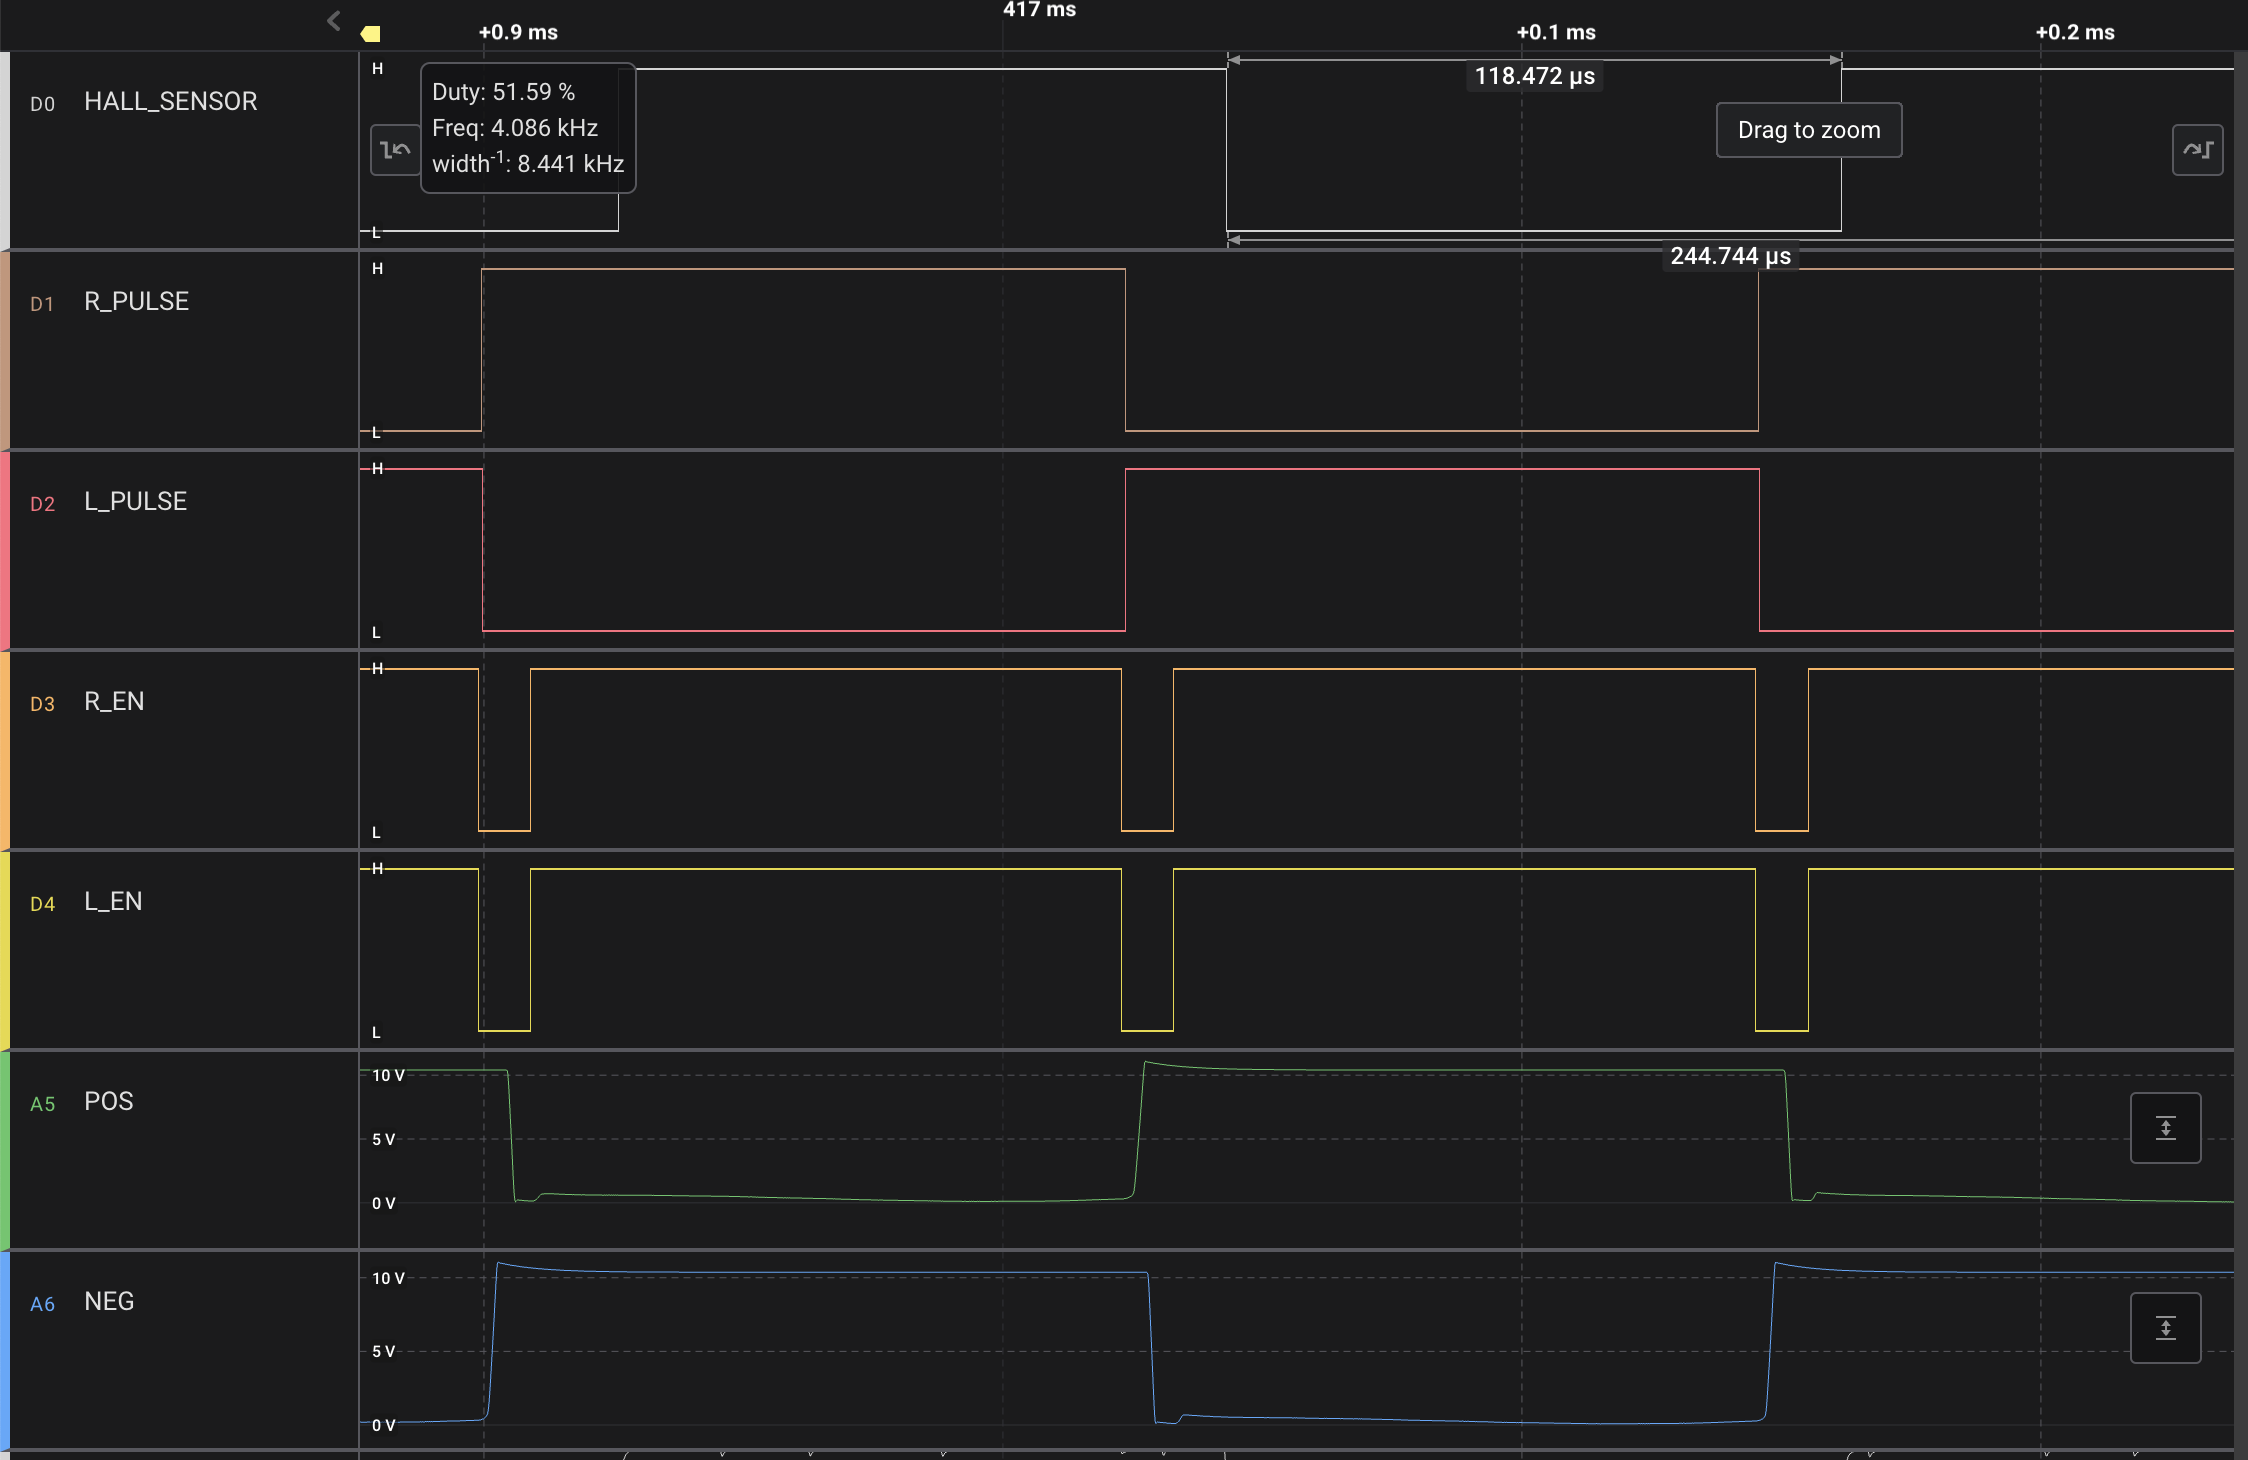 417 ms
+0.9 ms
+0.1 ms
+0.2 ms
D0 HALL_SENSOR
H
L
Duty: 51.59 %
Freq: 4.086 kHz
width-1: 8.441 kHz
118.472 µs
Drag to zoom
244.744 µs
D1 R_PULSE
H
L
D2 L_PULSE
H
L
D3 R_EN
H
L
D4 L_EN
H
L
A5 POS
10 V
5 V
0 V
A6 NEG
10 V
5 V
0 V